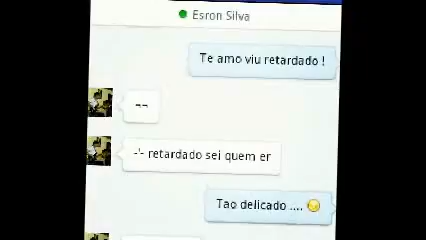 Esron Silva
Te amo viu retardado !
¬¬
-'- retardado sei quem er
Tao delicado ....